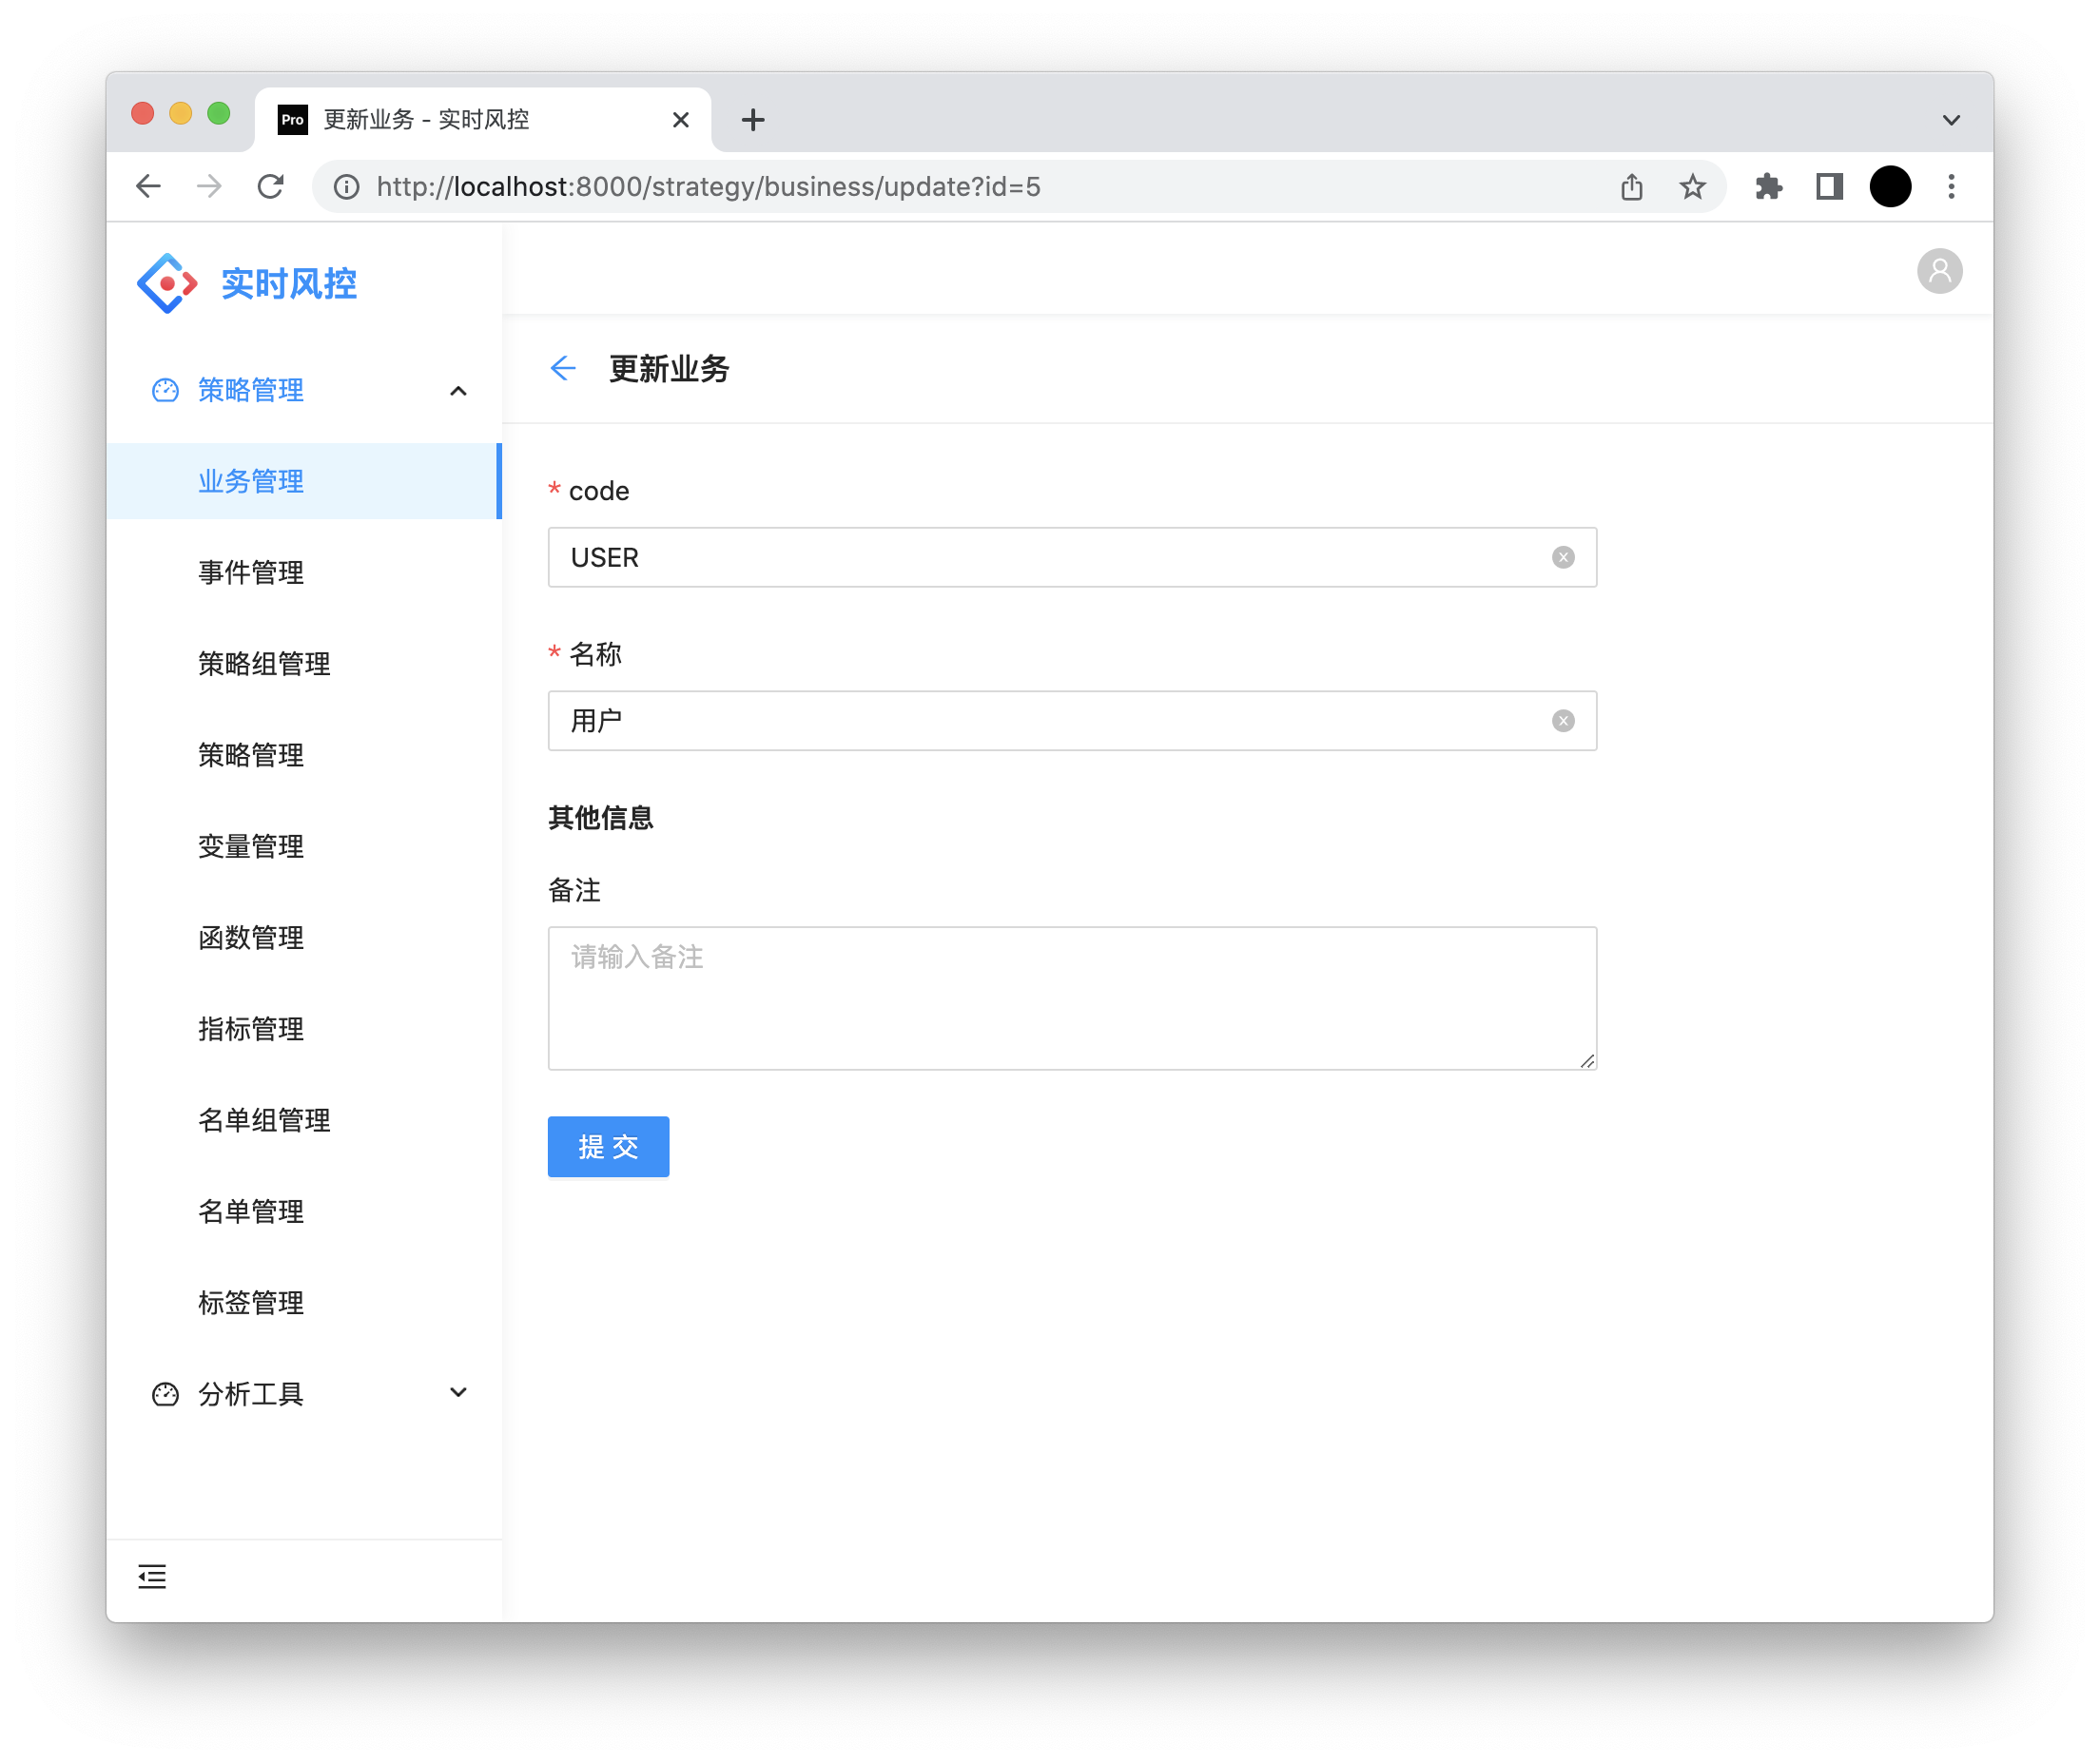 Pro 更新业务 - 实时风控
http://localhost:8000/strategy/business/update?id=5
实时风控
策略管理
业务管理
事件管理
策略组管理
策略管理
变量管理
函数管理
指标管理
名单组管理
名单管理
标签管理
分析工具
更新业务
* code
USER
* 名称
用户
其他信息
备注
请输入备注
提 交